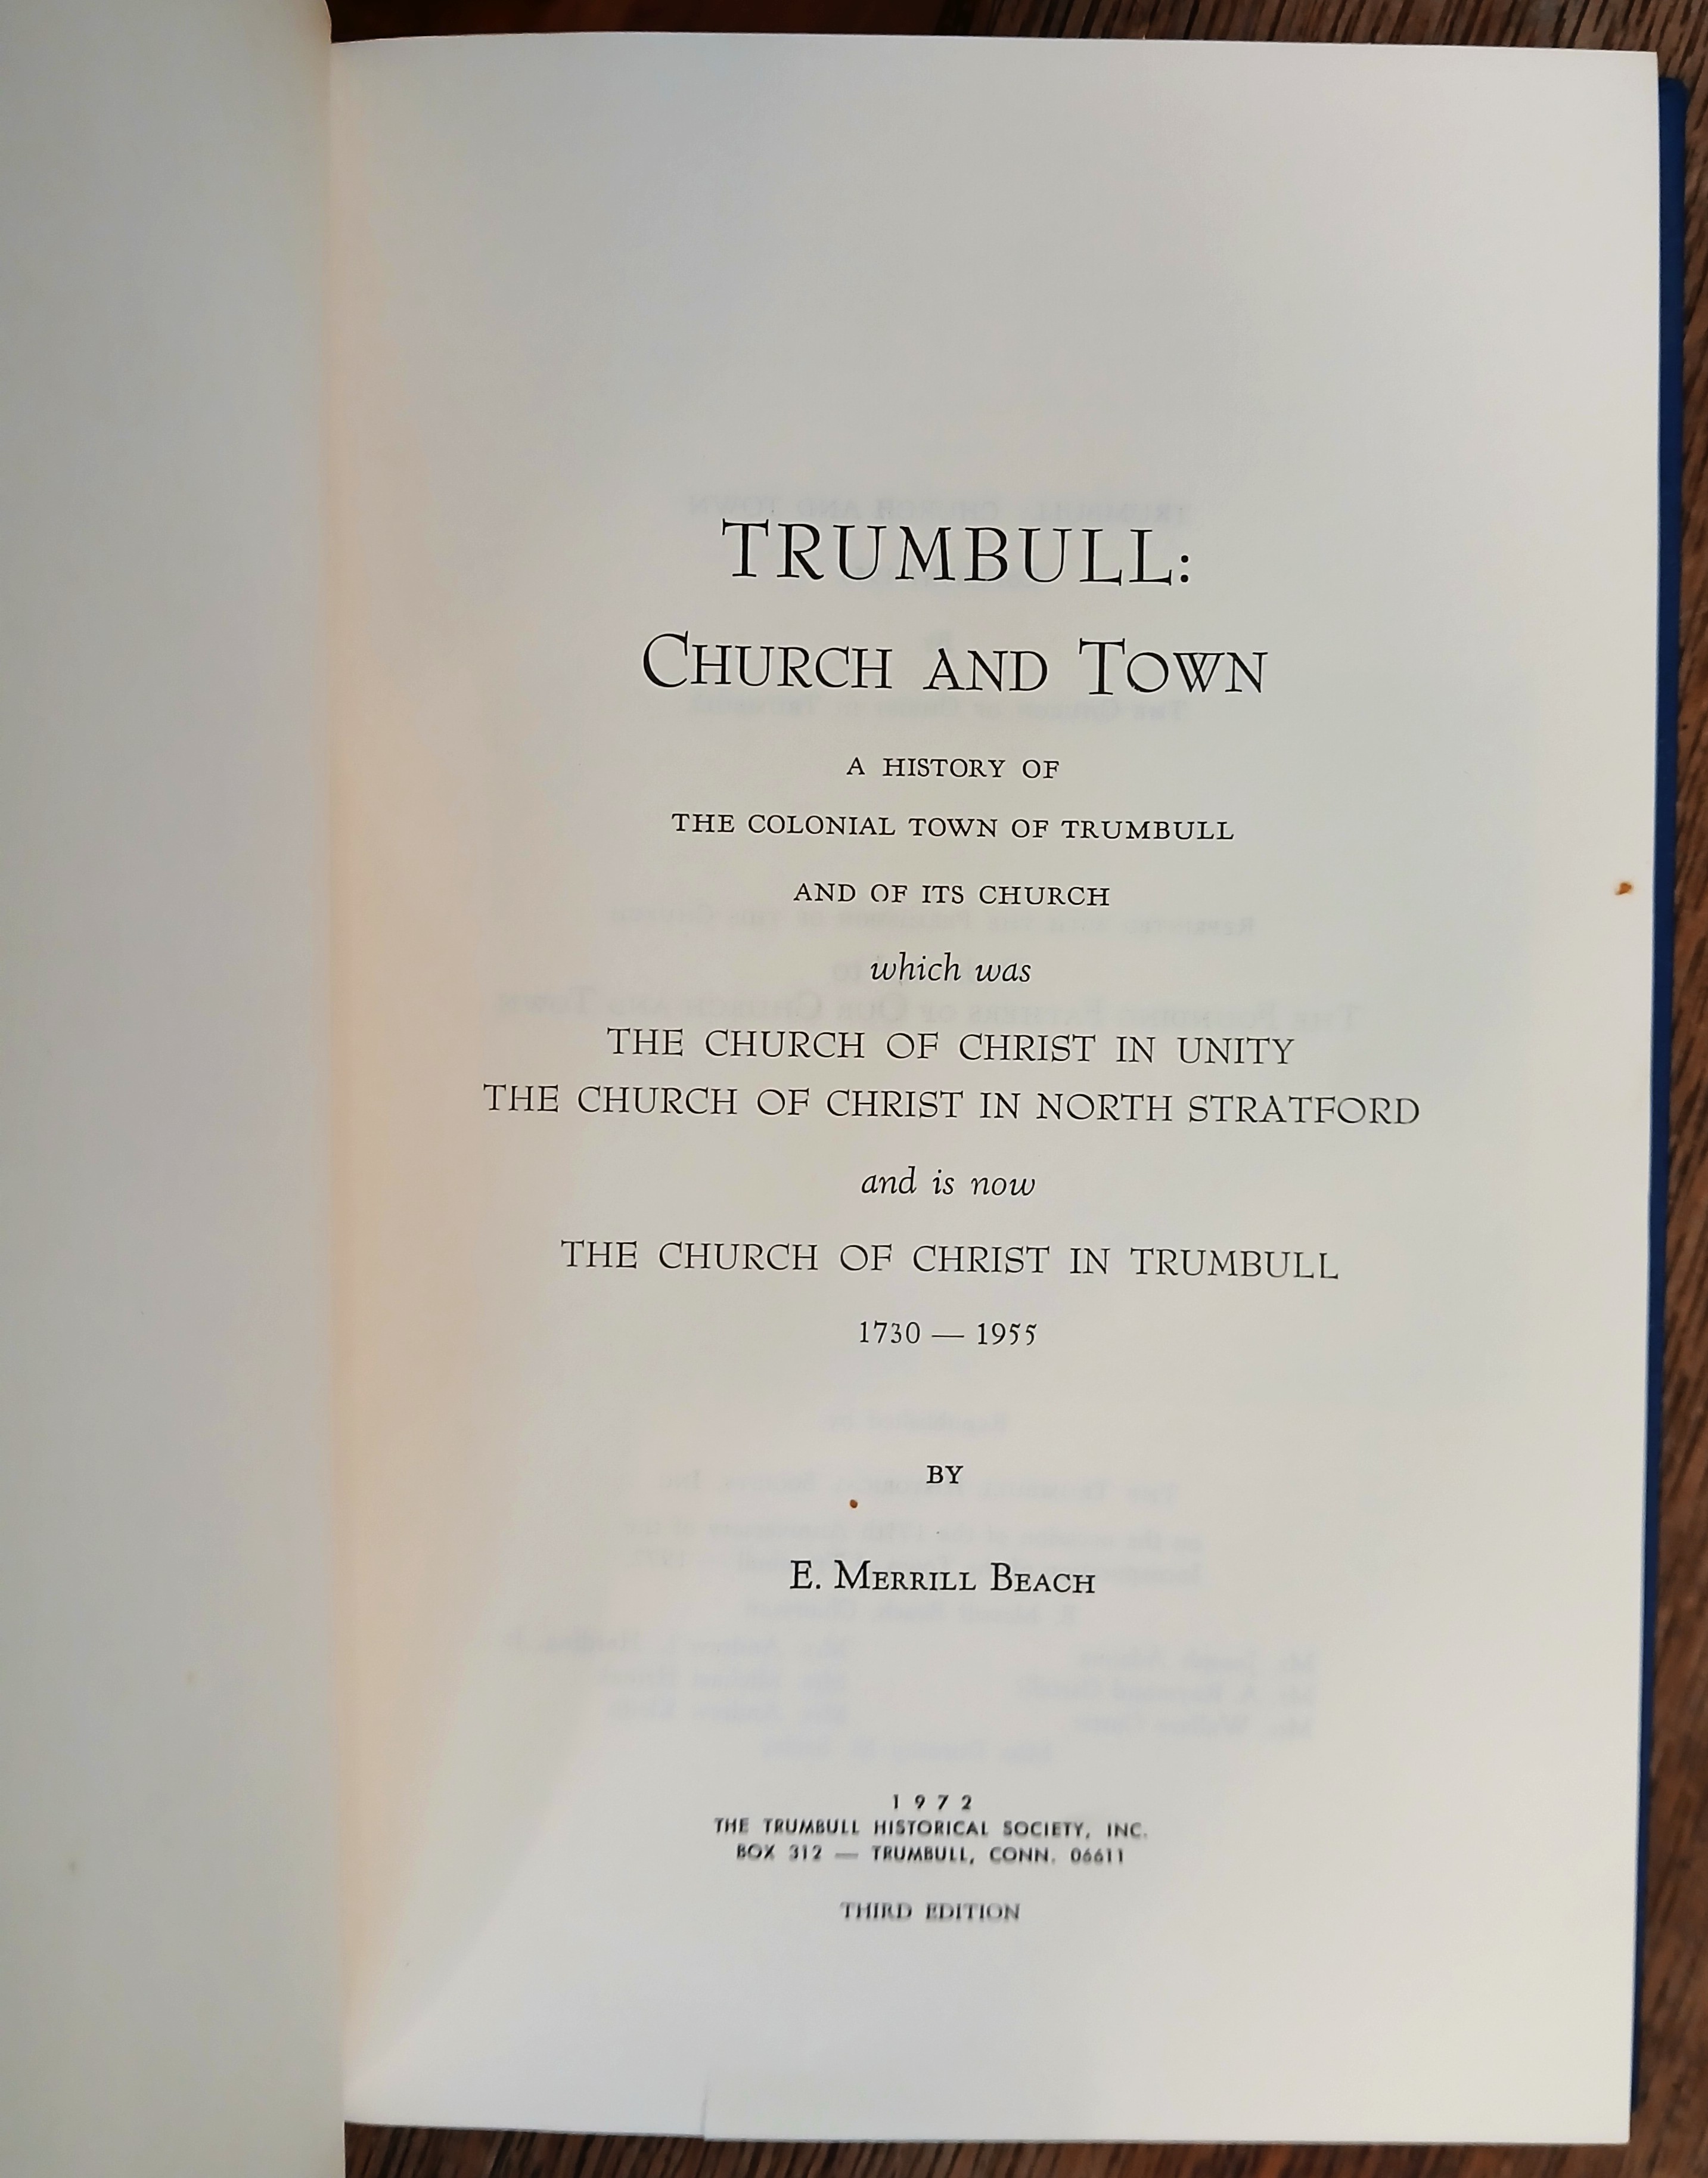 TRUMBULL:
CHURCH AND TOWN
A HISTORY OF
THE COLONIAL TOWN OF TRUMBULL
AND OF ITS CHURCH
which was
THE CHURCH OF CHRIST IN UNITY
THE CHURCH OF CHRIST IN NORTH STRATFORD
and is now
THE CHURCH OF CHRIST IN TRUMBULL
1730 — 1955
BY
E. MERRILL BEACH
1972
THE TRUMBULL HISTORICAL SOCIETY, INC.
BOX 312 — TRUMBULL, CONN. 06611
THIRD EDITION